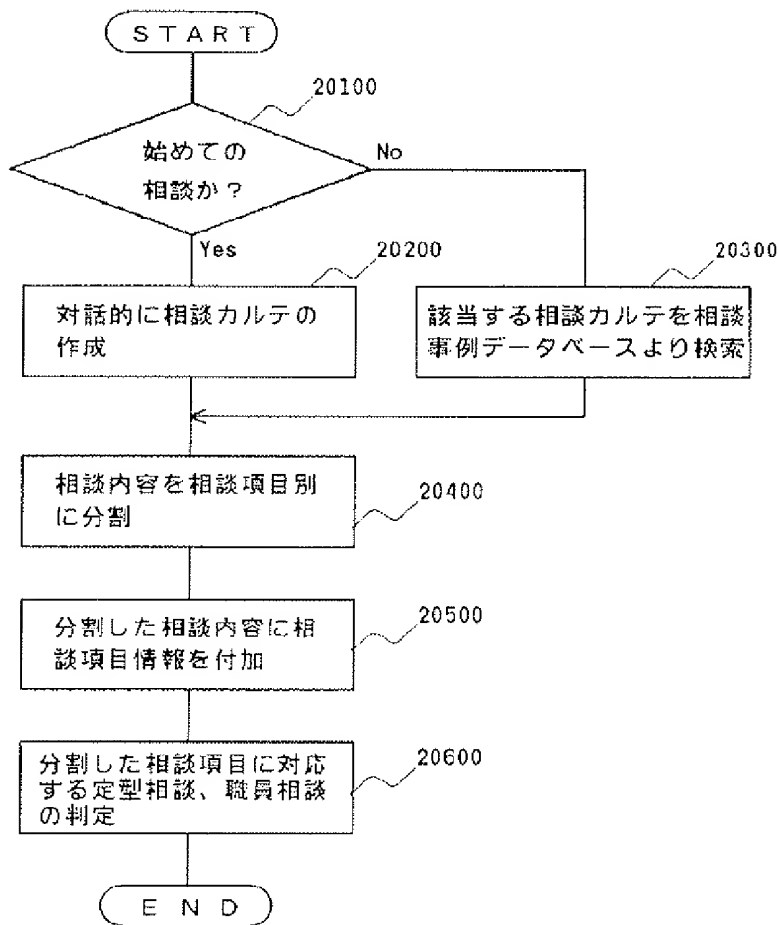 START
20100
始めての
相談か?
No
Yes
20200
20300
対話的に相談カルテの
作成
該当する相談カルテを相談
事例データベースより検索
相談内容を相談項目別
に分割
20400
分割した相談内容に相
談項目情報を付加
20500
分割した相談項目に対応
する定型相談、職員相談
の判定
20600
END